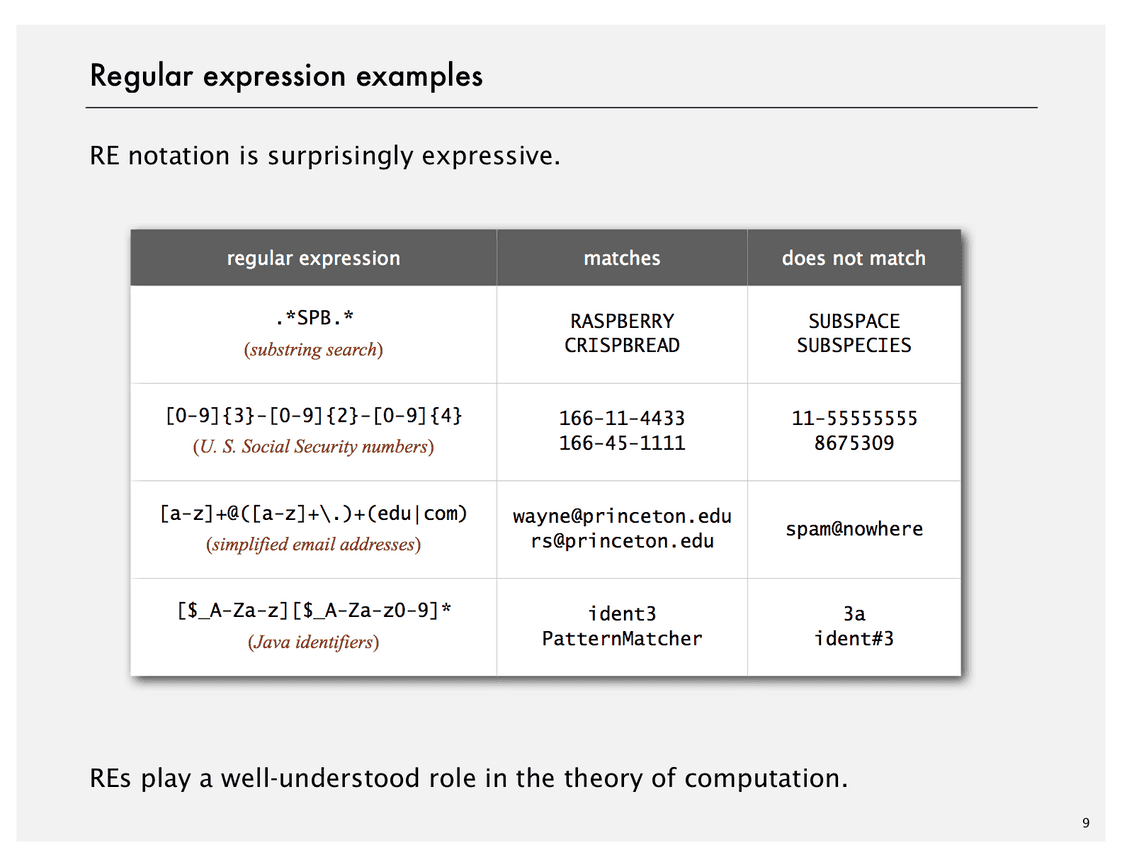 Regular expression examples
RE notation is surprisingly expressive.
regular expression matches does not match
.*SPB.*
(substring search)
RASPBERRY
CRISPBREAD
SUBSPACE
SUBSPECIES
[0-9]{3}-[0-9]{2}-[0-9]{4}
(U. S. Social Security numbers)
166-11-4433
166-45-1111
11-55555555
8675309
[a-z]+@([a-z]+\.)+(edu|com)
(simplified email addresses)
wayne@princeton.edu
rs@princeton.edu
spam@nowhere
[$_A-Za-z][$_A-Za-z0-9]*
(Java identifiers)
ident3
PatternMatcher
3a
ident#3
REs play a well-understood role in the theory of computation.
9